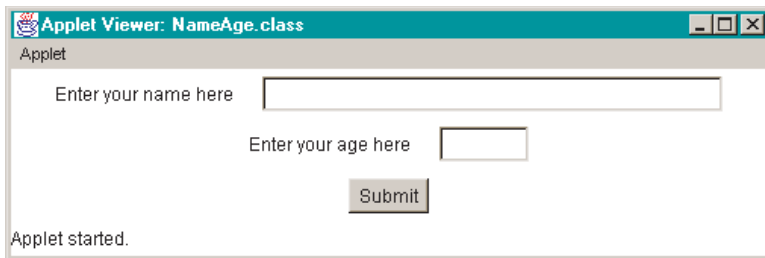 Applet Viewer: NameAge.class
Applet
Enter your name here
Enter your age here
Submit
Applet started.